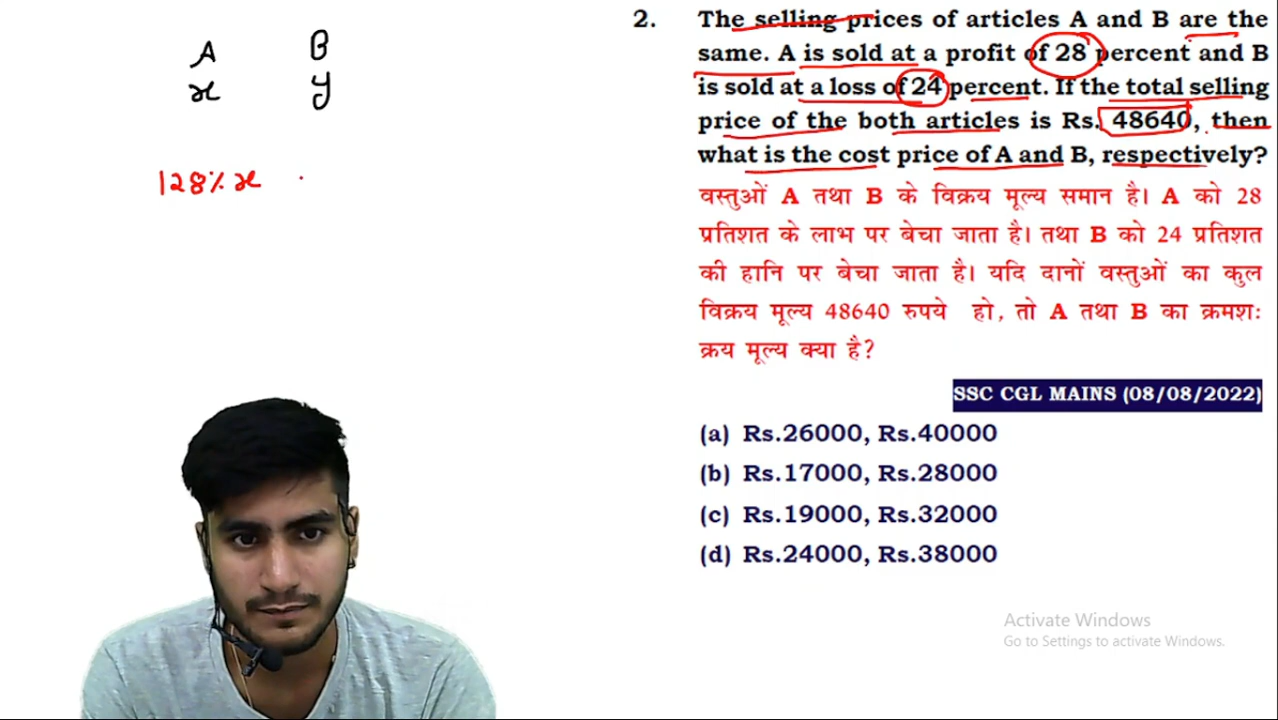 A B
x y
128% x
2. The selling prices of articles A and B are the
same. A is sold at a profit of 28 percent and B
is sold at a loss of 24 percent. If the total selling
price of the both articles is Rs. 48640, then
what is the cost price of A and B, respectively?
वस्तुओं A तथा B के विक्रय मूल्य समान है। A को 28
प्रतिशत के लाभ पर बेचा जाता है। तथा B को 24 प्रतिशत
की हानि पर बेचा जाता है। यदि दानों वस्तुओं का कुल
विक्रय मूल्य 48640 रुपये हो, तो A तथा B का क्रमशः
क्रय मूल्य क्या है?
SSC CGL MAINS (08/08/2022)
(a) Rs.26000, Rs.40000
(b) Rs.17000, Rs.28000
(c) Rs.19000, Rs.32000
(d) Rs.24000, Rs.38000
Activate Windows
Go to Settings to activate Windows.